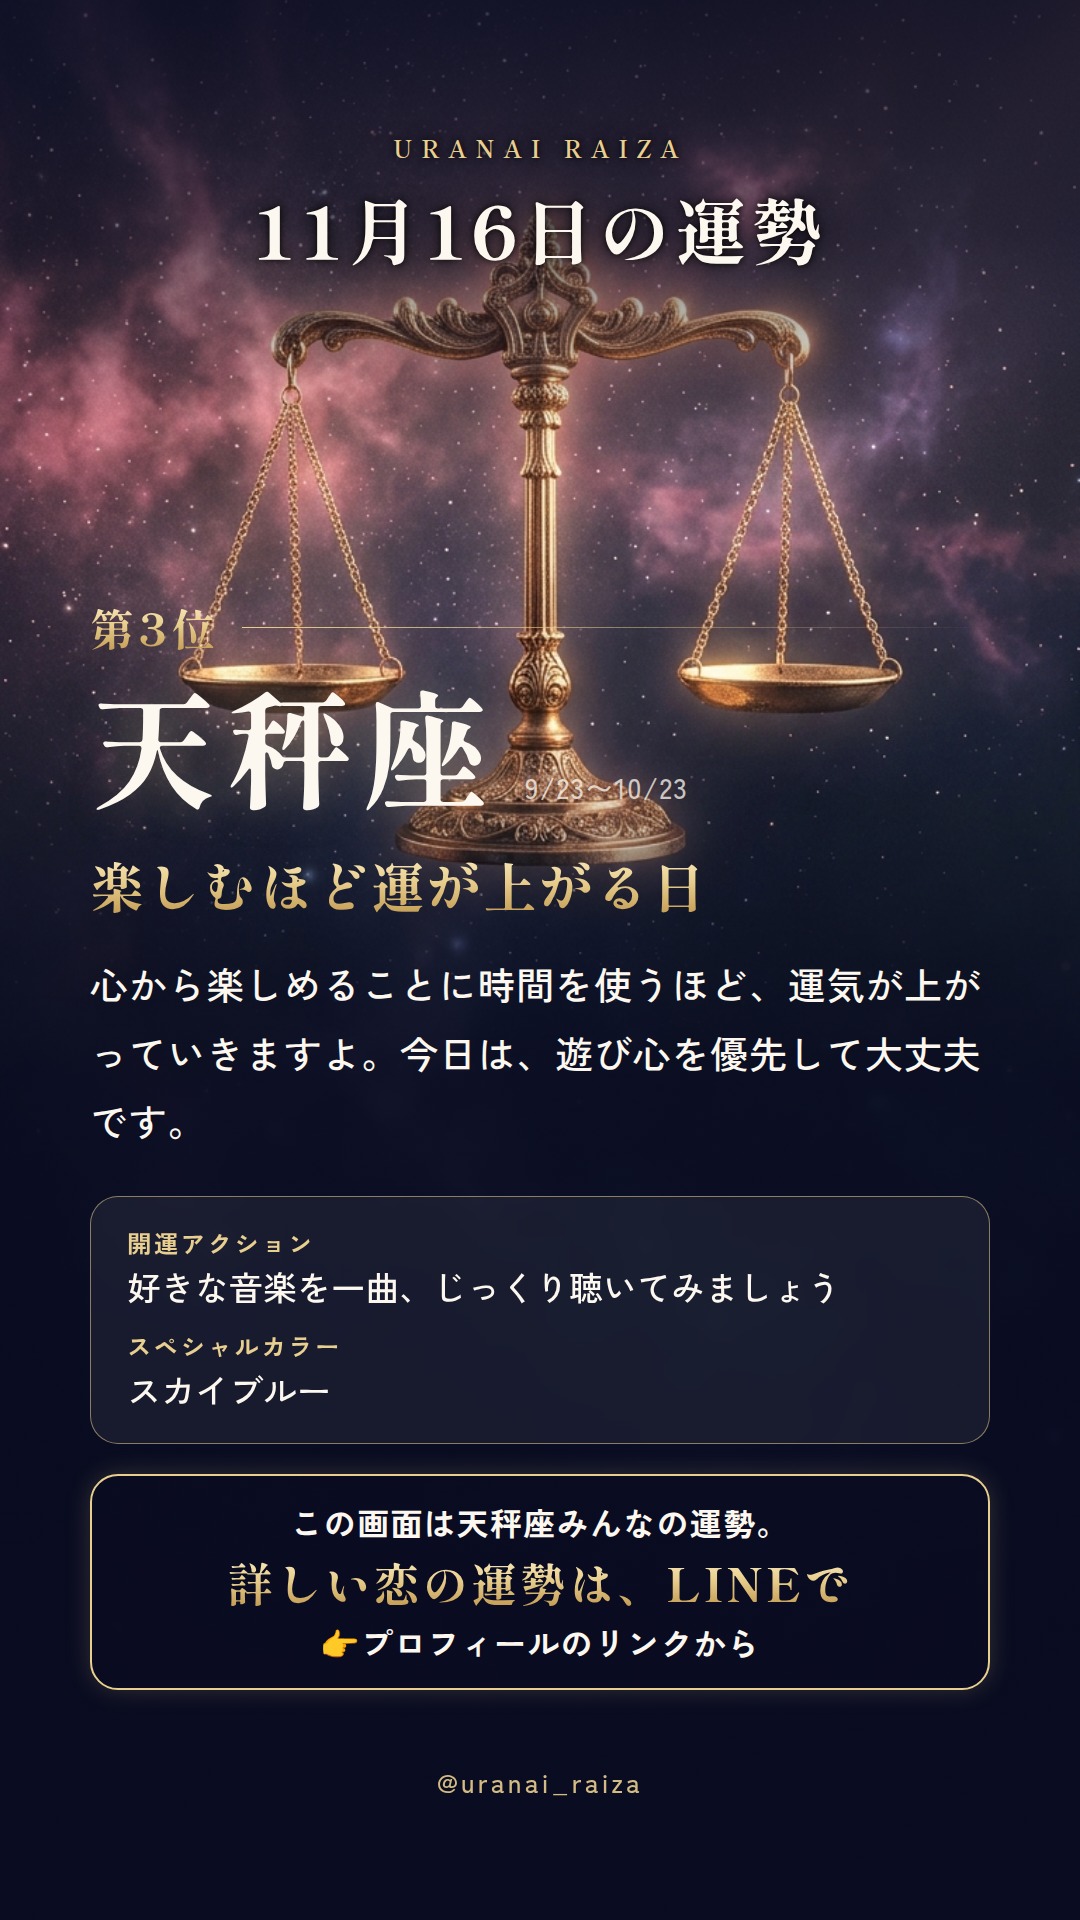 URANAI RAIZA
11月16日の運勢
第3位
天秤座 9/23〜10/23
楽しむほど運が上がる日
心から楽しめることに時間を使うほど、運気が上が
っていきますよ。今日は、遊び心を優先して大丈夫
です。
開運アクション
好きな音楽を一曲、じっくり聴いてみましょう
スペシャルカラー
スカイブルー
この画面は天秤座みんなの運勢。
詳しい恋の運勢は、LINEで
👉プロフィールのリンクから
@uranai_raiza